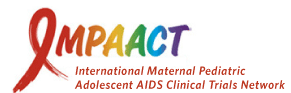 IMPAACT
International Maternal Pediatric
Adolescent AIDS Clinical Trials Network